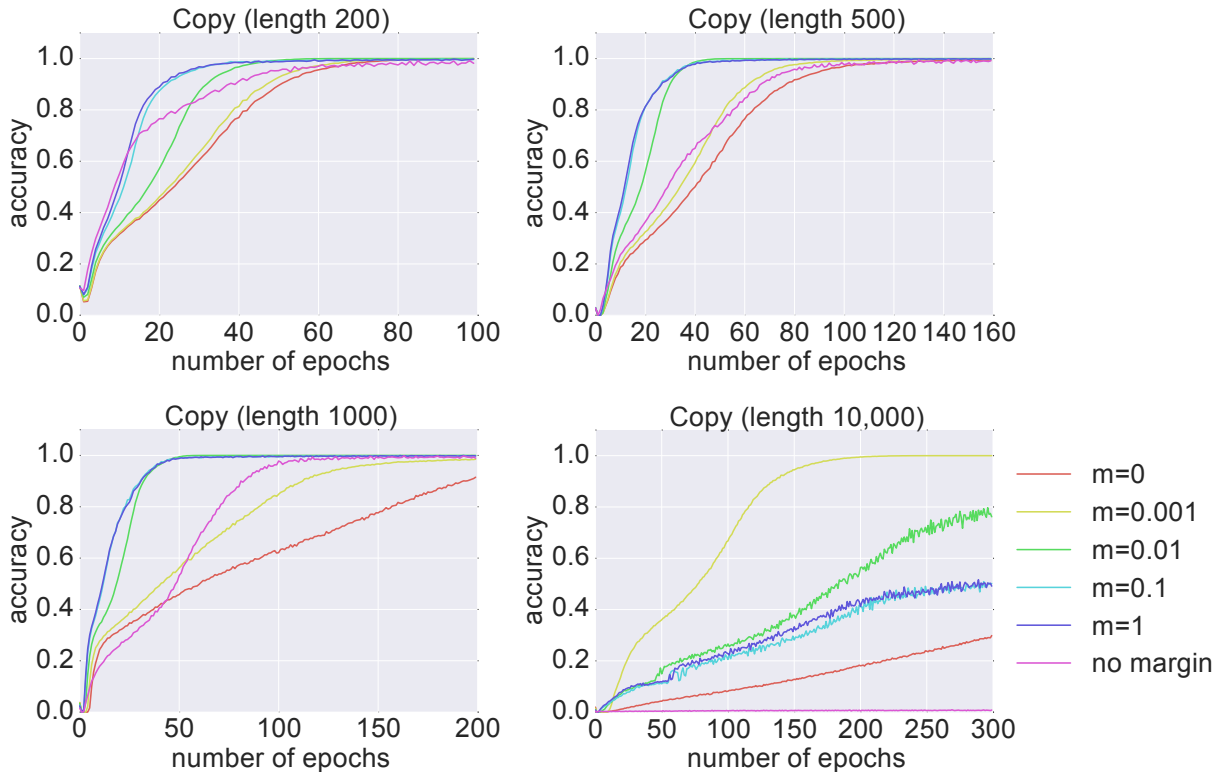 Copy (length 200)
accuracy
1.0
0.8
0.6
0.4
0.2
0.0
0 20 40 60 80 100
number of epochs
Copy (length 500)
accuracy
1.0
0.8
0.6
0.4
0.2
0.0
0 20 40 60 80 100 120 140 160
number of epochs
Copy (length 1000)
accuracy
1.0
0.8
0.6
0.4
0.2
0.0
0 50 100 150 200
number of epochs
Copy (length 10,000)
accuracy
1.0
0.8
0.6
0.4
0.2
0.0
0 50 100 150 200 250 300
number of epochs
m=0
m=0.001
m=0.01
m=0.1
m=1
no margin